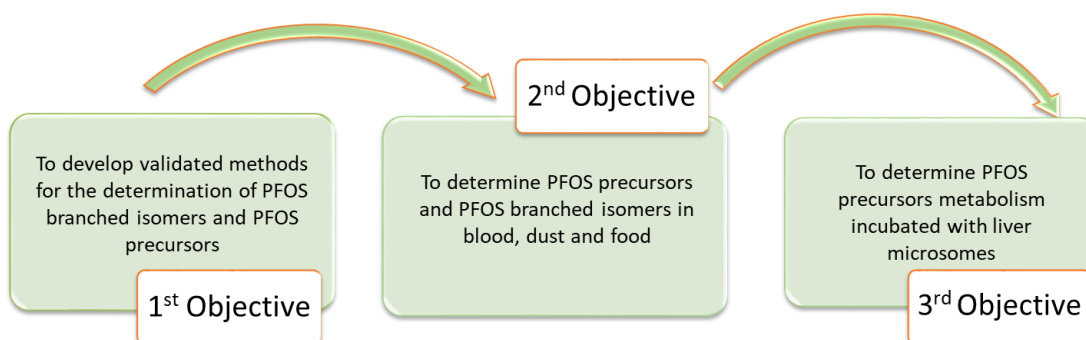 To develop validated methods
for the determination of PFOS
branched isomers and PFOS
precursors
1st Objective
2nd Objective
To determine PFOS precursors
and PFOS branched isomers in
blood, dust and food
To determine PFOS
precursors metabolism
incubated with liver
microsomes
3rd Objective